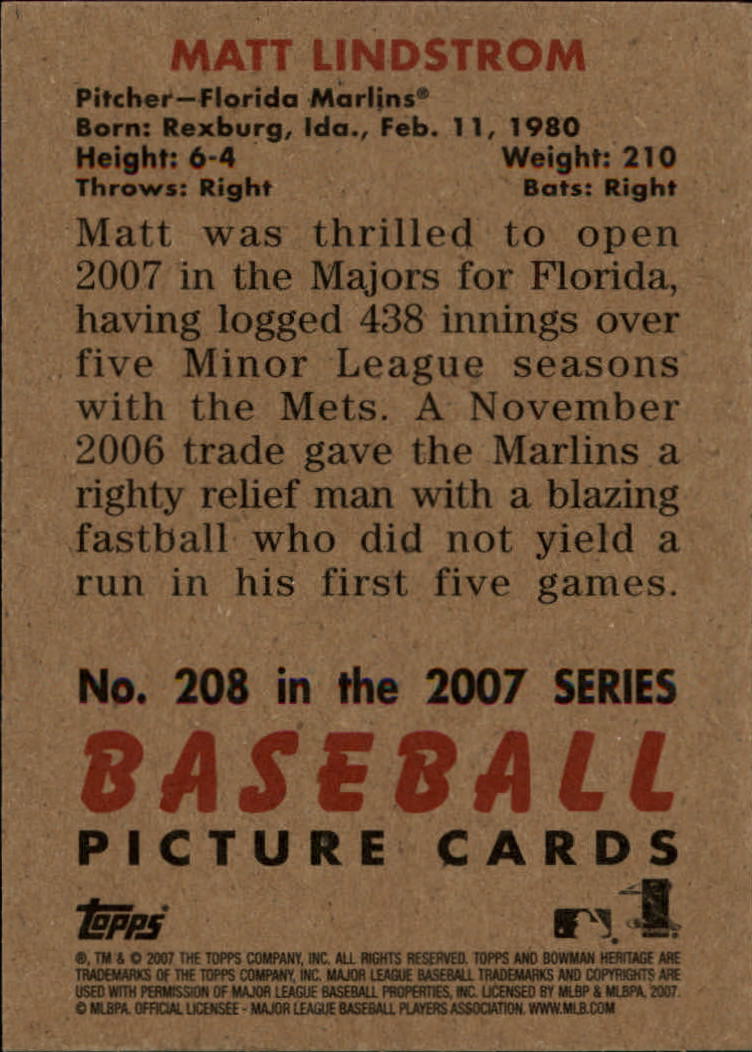 MATT LINDSTROM
Pitcher—Florida Marlins®
Born: Rexburg, Ida., Feb. 11, 1980
Height: 6-4 Weight: 210
Throws: Right Bats: Right
Matt was thrilled to open
2007 in the Majors for Florida,
having logged 438 innings over
five Minor League seasons
with the Mets. A November
2006 trade gave the Marlins a
righty relief man with a blazing
fastball who did not yield a
run in his first five games.
No. 208 in the 2007 SERIES
BASEBALL
PICTURE CARDS
topps
®, TM & © 2007 THE TOPPS COMPANY, INC. ALL RIGHTS RESERVED. TOPPS AND BOWMAN HERITAGE ARE
TRADEMARKS OF THE TOPPS COMPANY, INC. MAJOR LEAGUE BASEBALL TRADEMARKS AND COPYRIGHTS ARE
USED WITH PERMISSION OF MAJOR LEAGUE BASEBALL PROPERTIES, INC. LICENSED BY MLBP & MLBPA, 2007.
© MLBPA. OFFICIAL LICENSEE - MAJOR LEAGUE BASEBALL PLAYERS ASSOCIATION. WWW.MLB.COM